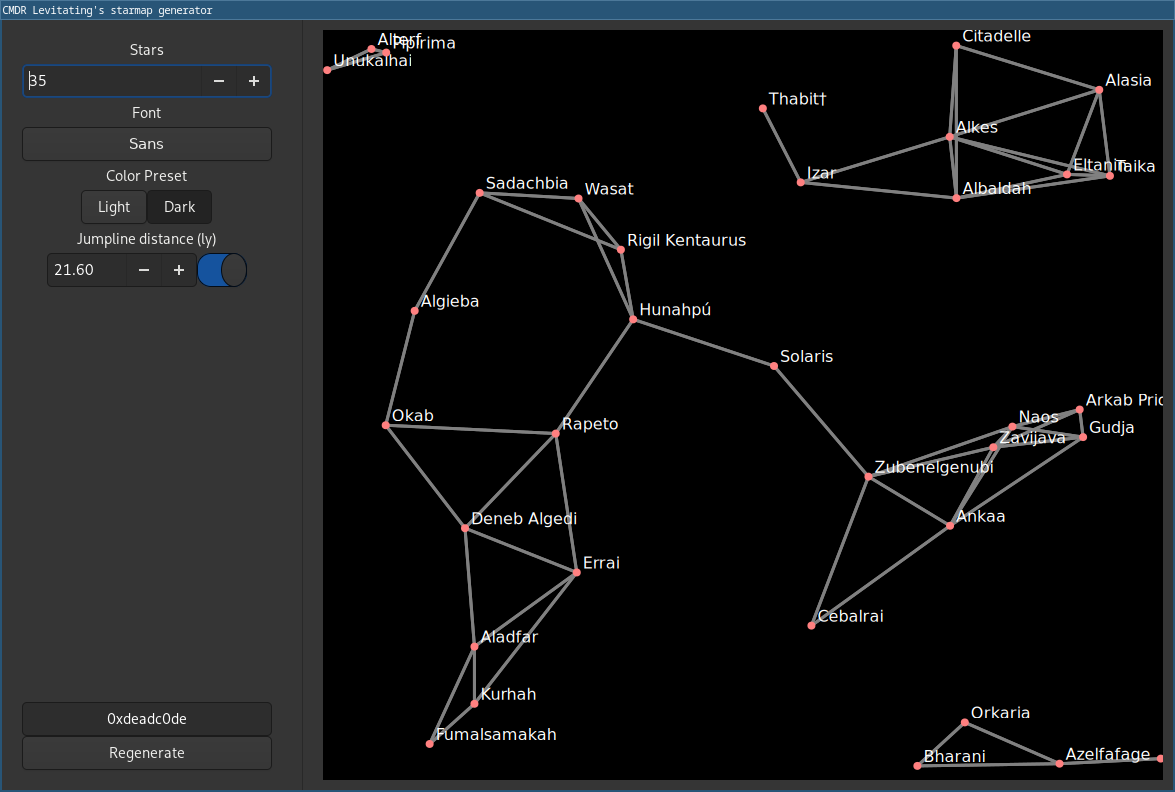 CMDR Levitating's starmap generator
Stars
35
Font
Sans
Color Preset
Light Dark
Jumpline distance (ly)
21.60
0xdeadc0de
Regenerate
Alterf
Pipirima
Unukalhai
Citadelle
Alasia
Thabit†
Alkes
Izar
Eltanin
Taika
Albaldah
Sadachbia
Wasat
Rigil Kentaurus
Algieba
Hunahpú
Solaris
Okab
Rapeto
Arkab Pri
Naos
Gudja
Zavijava
Zubenelgenubi
Ankaa
Deneb Algedi
Errai
Cebalrai
Aladfar
Kurhah
Fumalsamakah
Orkaria
Bharani
Azelfafage